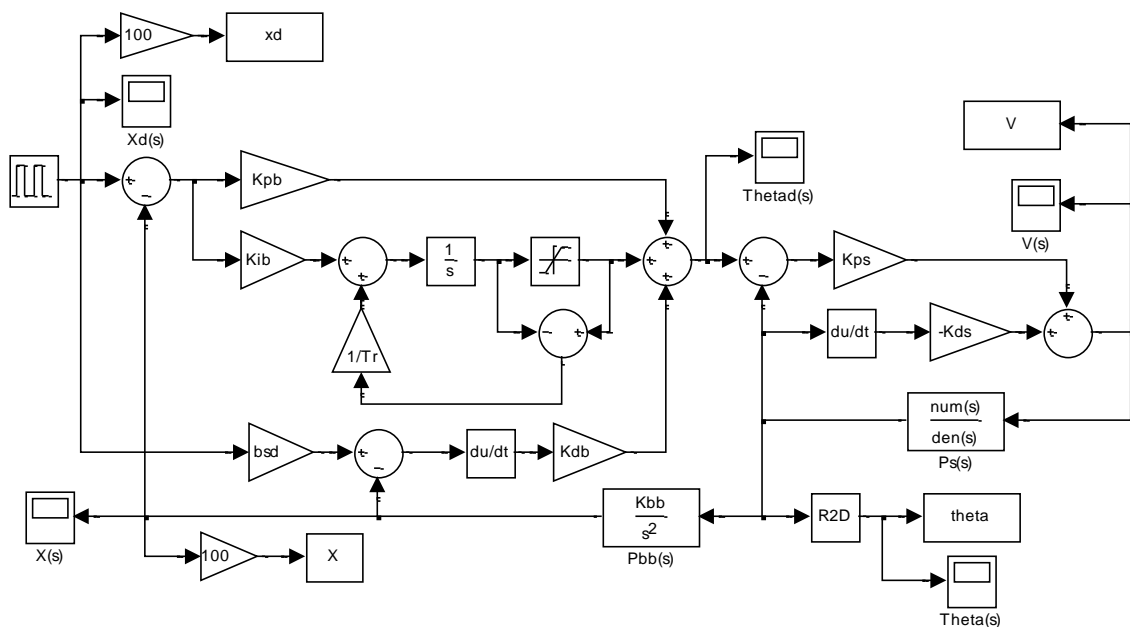 100
xd
Xd(s)
V
Thetad(s)
V(s)
Kpb
+
-
Kib
+
+
1
s
+
+
+
+
-
Kps
-
+
1/Tr
du/dt
-Kds
+
+
bsd
+
-
du/dt
Kdb
num(s)
den(s)
Ps(s)
X(s)
100
X
Kbb
s2
Pbb(s)
R2D
theta
Theta(s)